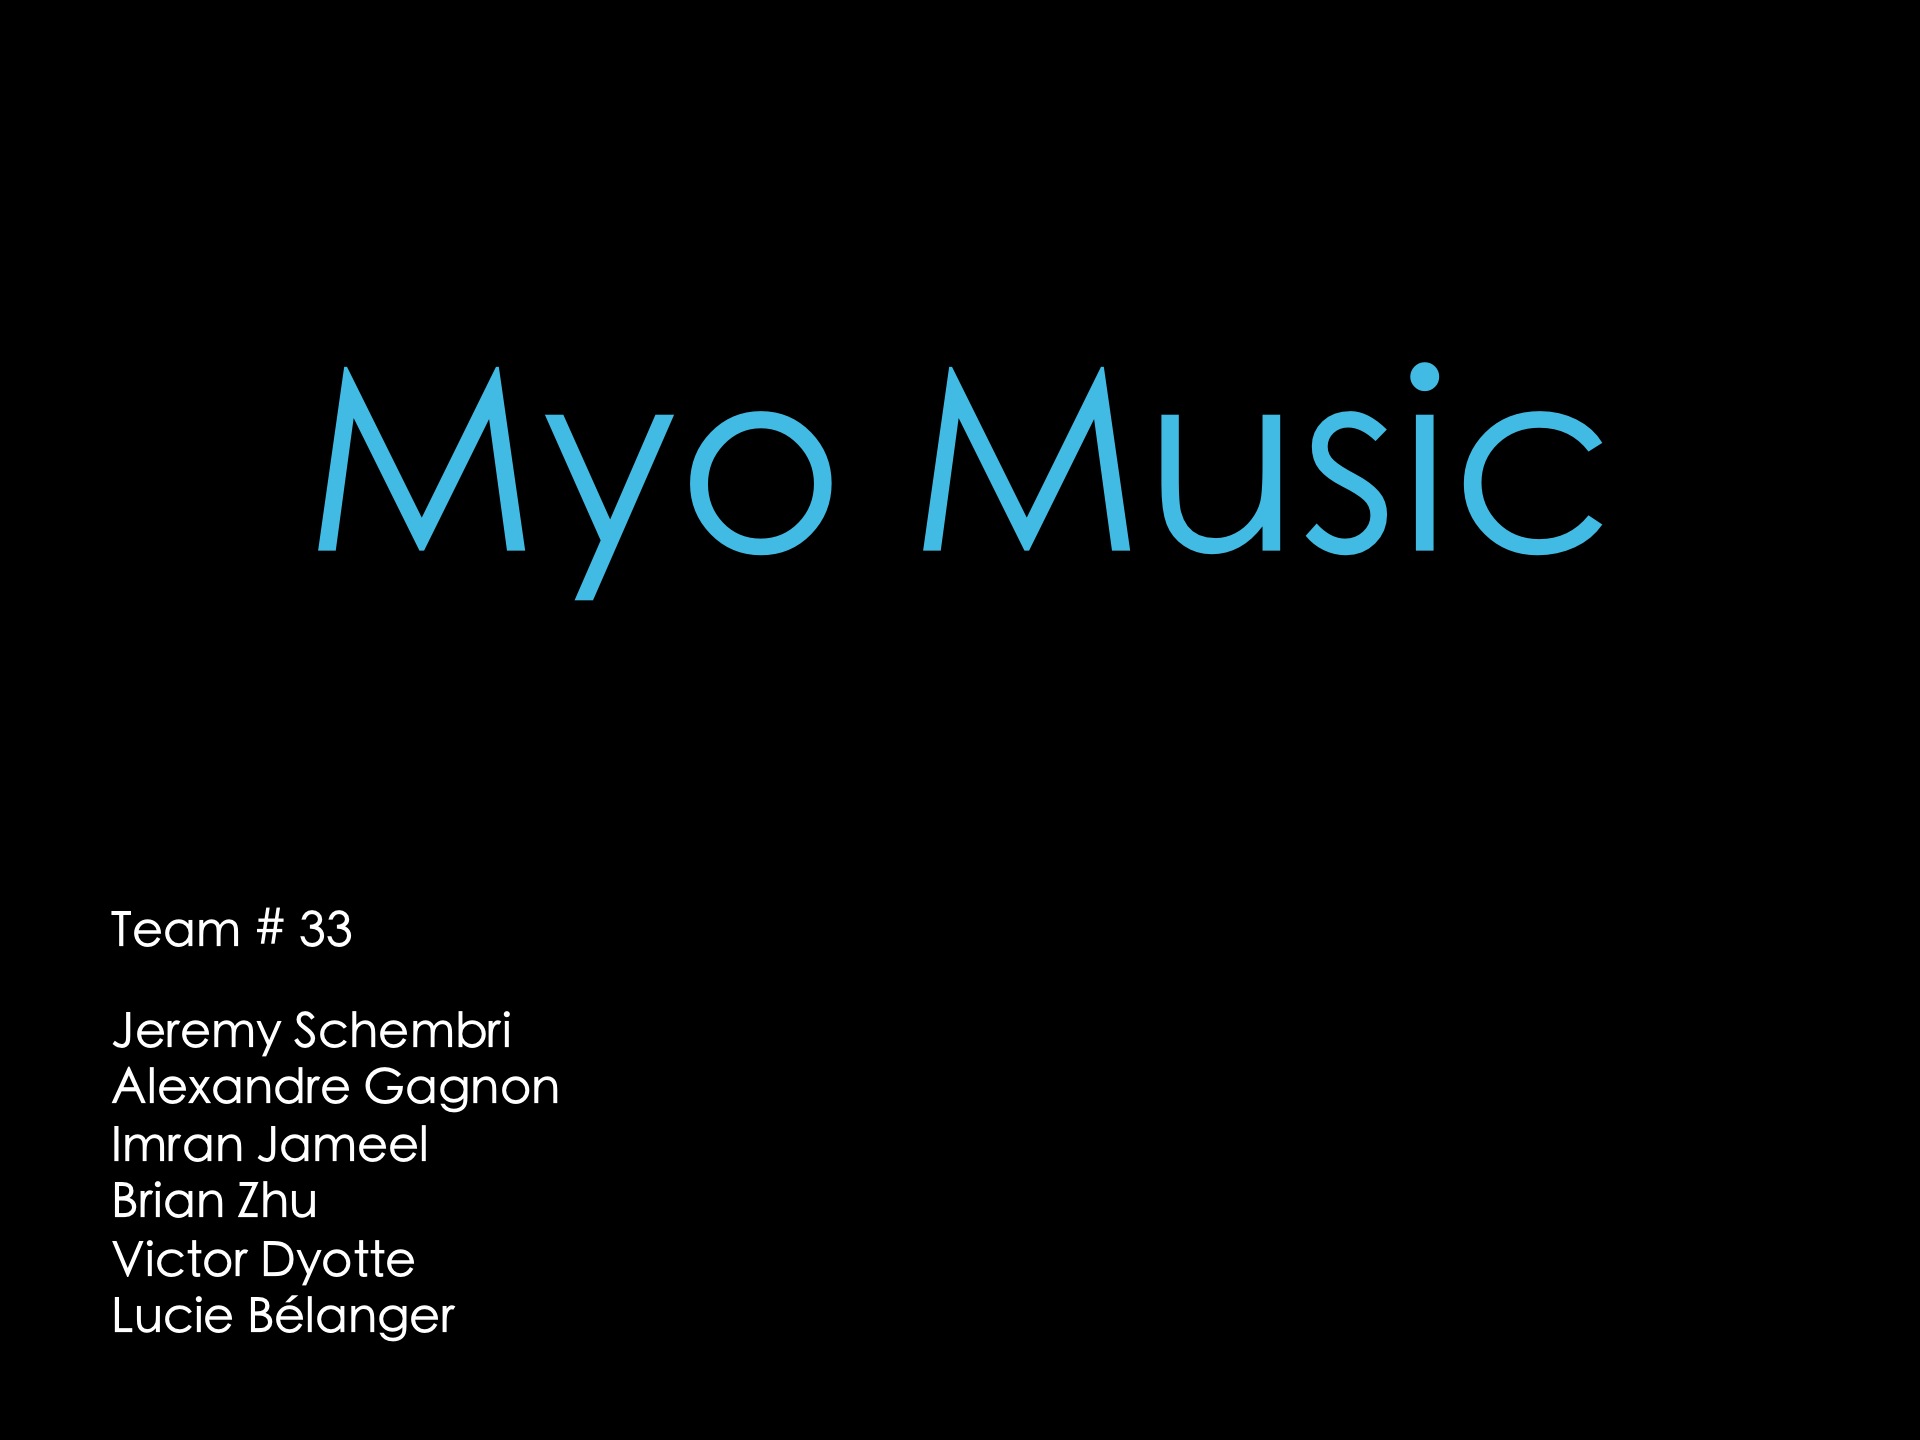 Myo Music
Team # 33
Jeremy Schembri
Alexandre Gagnon
Imran Jameel
Brian Zhu
Victor Dyotte
Lucie Bélanger